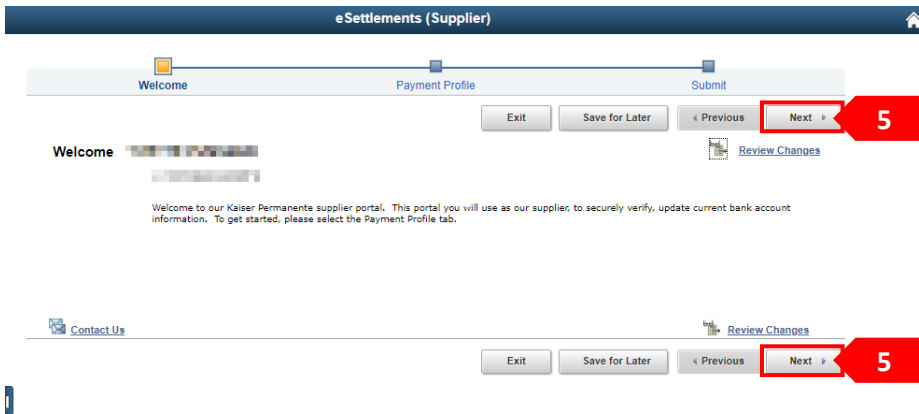 eSettlements (Supplier)
Welcome Payment Profile Submit
Exit Save for Later Previous Next 5
Welcome Review Changes
Welcome to our Kaiser Permanente supplier portal. This portal you will use as our supplier, to securely verify, update current bank account
information. To get started, please select the Payment Profile tab.
Contact Us Review Changes
Exit Save for Later Previous Next 5